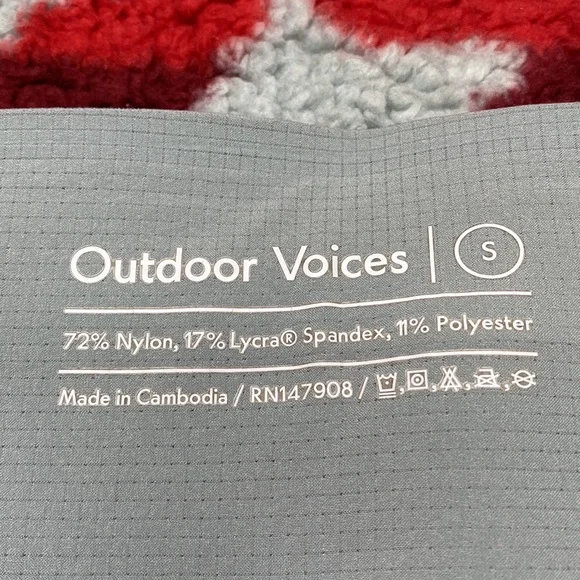 Outdoor Voices | S
72% Nylon, 17% Lycra® Spandex, 11% Polyester
Made in Cambodia / RN147908 /